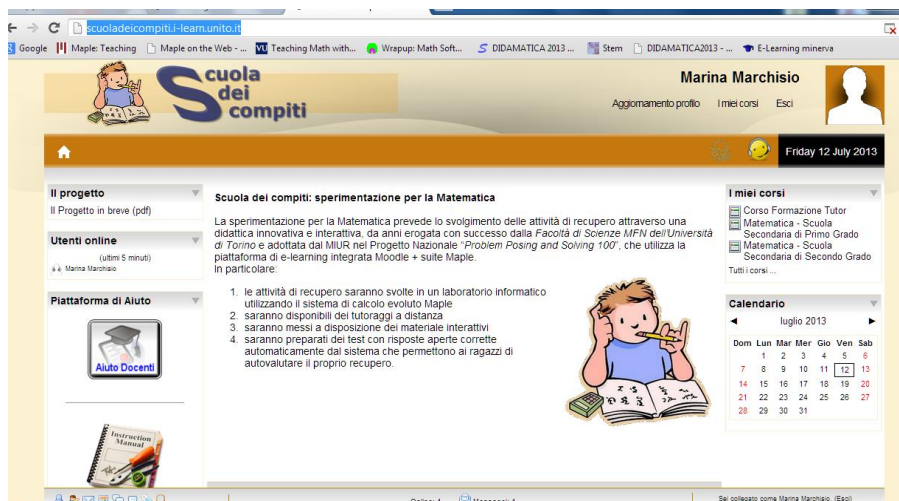 scuoladeicompiti.i-learn.unito.it
Google Maple: Teaching Maple on the Web - ... Teaching Math with... Wrapup: Math Soft... DIDAMATICA 2013 ... Stem DIDAMATICA2013 - ... E-Learning minerva
Scuola
dei
compiti
Marina Marchisio
Aggiornamento profilo I miei corsi Esci
Friday 12 July 2013
Il progetto
Il Progetto in breve (pdf)
Utenti online
(ultimi 5 minuti)
Marina Marchisio
Piattaforma di Aiuto
Aiuto Docenti
Instruction
Manual
Scuola dei compiti: sperimentazione per la Matematica
La sperimentazione per la Matematica prevede lo svolgimento delle attività di recupero attraverso una
didattica innovativa e interattiva, da anni erogata con successo dalla Facoltà di Scienze MFN dell'Università
di Torino e adottata dal MIUR nel Progetto Nazionale "Problem Posing and Solving 100", che utilizza la
piattaforma di e-learning integrata Moodle + suite Maple.
In particolare:
1. le attività di recupero saranno svolte in un laboratorio informatico
utilizzando il sistema di calcolo evoluto Maple
2. saranno disponibili dei tutoraggi a distanza
3. saranno messi a disposizione dei materiale interattivi
4. saranno preparati dei test con risposte aperte corrette
automaticamente dal sistema che permettono ai ragazzi di
autovalutare il proprio recupero.
I miei corsi
Corso Formazione Tutor
Matematica - Scuola
Secondaria di Primo Grado
Matematica - Scuola
Secondaria di Secondo Grado
Tutti i corsi ...
Calendario
luglio 2013
Dom Lun Mar Mer Gio Ven Sab
1 2 3 4 5 6
7 8 9 10 11 12 13
14 15 16 17 18 19 20
21 22 23 24 25 26 27
28 29 30 31
Sei collegato come Marina Marchisio. (Esci)